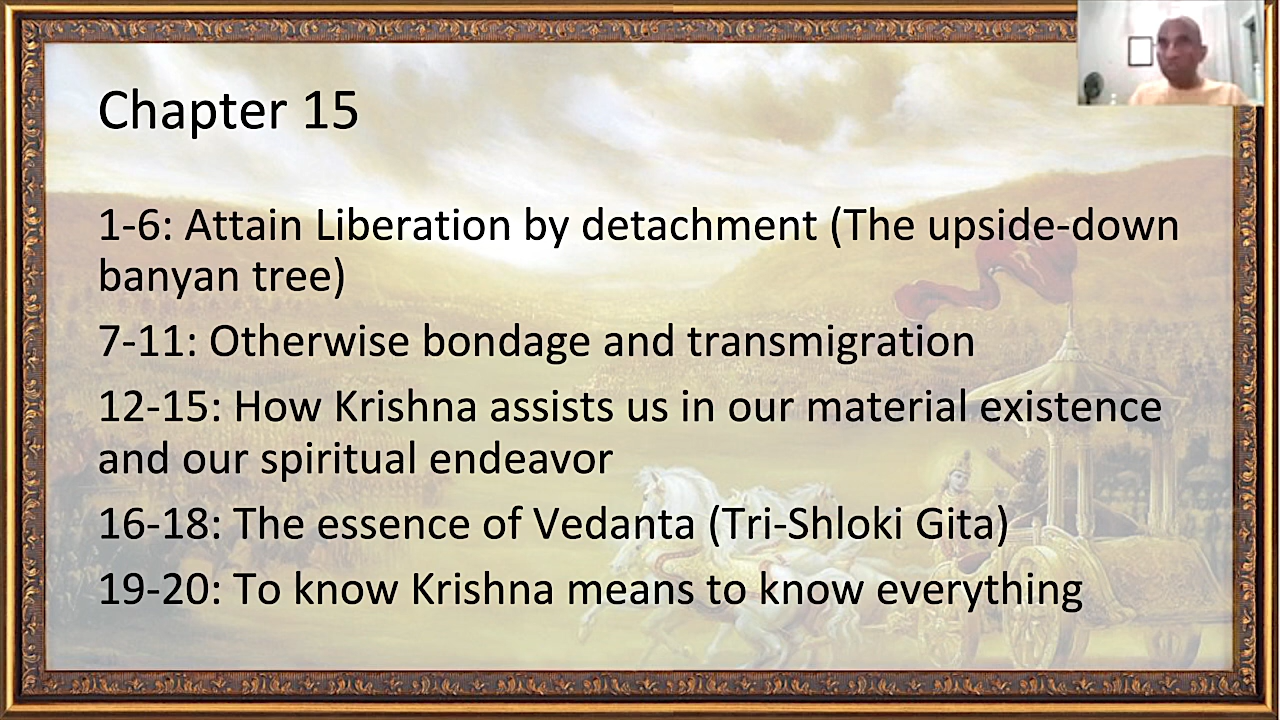 Chapter 15
1-6: Attain Liberation by detachment (The upside-down
banyan tree)
7-11: Otherwise bondage and transmigration
12-15: How Krishna assists us in our material existence
and our spiritual endeavor
16-18: The essence of Vedanta (Tri-Shloki Gita)
19-20: To know Krishna means to know everything